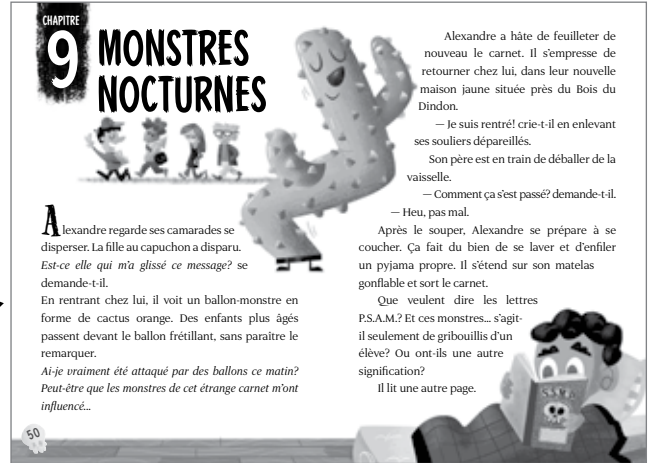 CHAPITRE
9
MONSTRES
NOCTURNES
Alexandre regarde ses camarades se
disperser. La fille au capuchon a disparu.
Est-ce elle qui m'a glissé ce message? se
demande-t-il.
En rentrant chez lui, il voit un ballon-monstre en
forme de cactus orange. Des enfants plus âgés
passent devant le ballon frétillant, sans paraître le
remarquer.
Ai-je vraiment été attaqué par des ballons ce matin?
Peut-être que les monstres de cet étrange carnet m'ont
influencé...
50
Alexandre a hâte de feuilleter de
nouveau le carnet. Il s'empresse de
retourner chez lui, dans leur nouvelle
maison jaune située près du Bois du
Dindon.
— Je suis rentré! crie-t-il en enlevant
ses souliers dépareillés.
Son père est en train de déballer de la
vaisselle.
— Comment ça s'est passé? demande-t-il.
— Heu, pas mal.
Après le souper, Alexandre se prépare à se
coucher. Ça fait du bien de se laver et d'enfiler
un pyjama propre. Il s'étend sur son matelas
gonflable et sort le carnet.
Que veulent dire les lettres
P.S.A.M.? Et ces monstres... s'agit-
il seulement de gribouillis d'un
élève? Ou ont-ils une autre
signification?
Il lit une autre page.